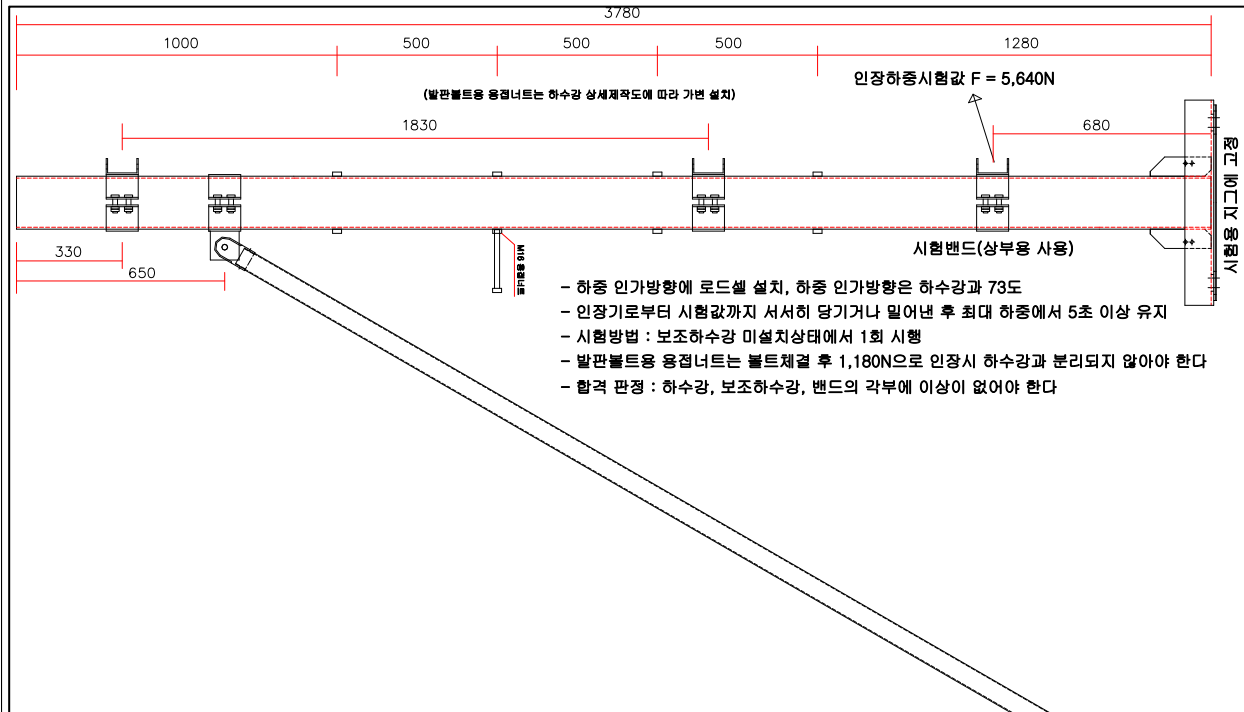 3780
1000
500
500
500
1280
인장하중시험값 F = 5,640N
(발판볼트용 용접너트는 하수강 상세제작도에 따라 가변 설치)
1830
680
시험용 지그에 고정
330
650
M16 용접너트
시험밴드(상부용 사용)
- 하중 인가방향에 로드셀 설치, 하중 인가방향은 하수강과 73도
- 인장기로부터 시험값까지 서서히 당기거나 밀어낸 후 최대 하중에서 5초 이상 유지
- 시험방법 : 보조하수강 미설치상태에서 1회 시행
- 발판볼트용 용접너트는 볼트체결 후 1,180N으로 인장시 하수강과 분리되지 않아야 한다
- 합격 판정 : 하수강, 보조하수강, 밴드의 각부에 이상이 없어야 한다